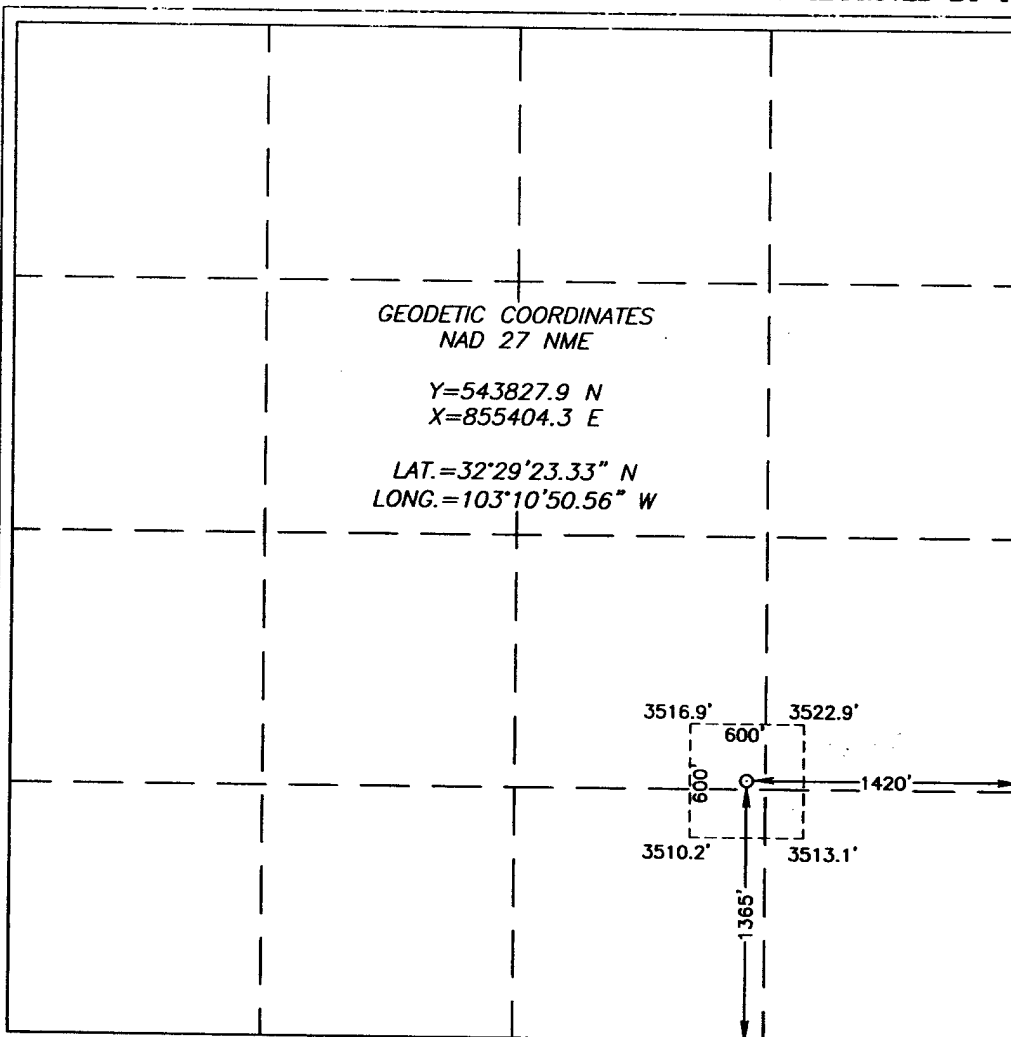 GEODETIC COORDINATES
NAD 27 NME
Y=543827.9 N
X=855404.3 E
LAT.=32°29'23.33" N
LONG.=103°10'50.56" W
3516.9' 3522.9'
600'
600'
1420'
3510.2' 3513.1'
1365'